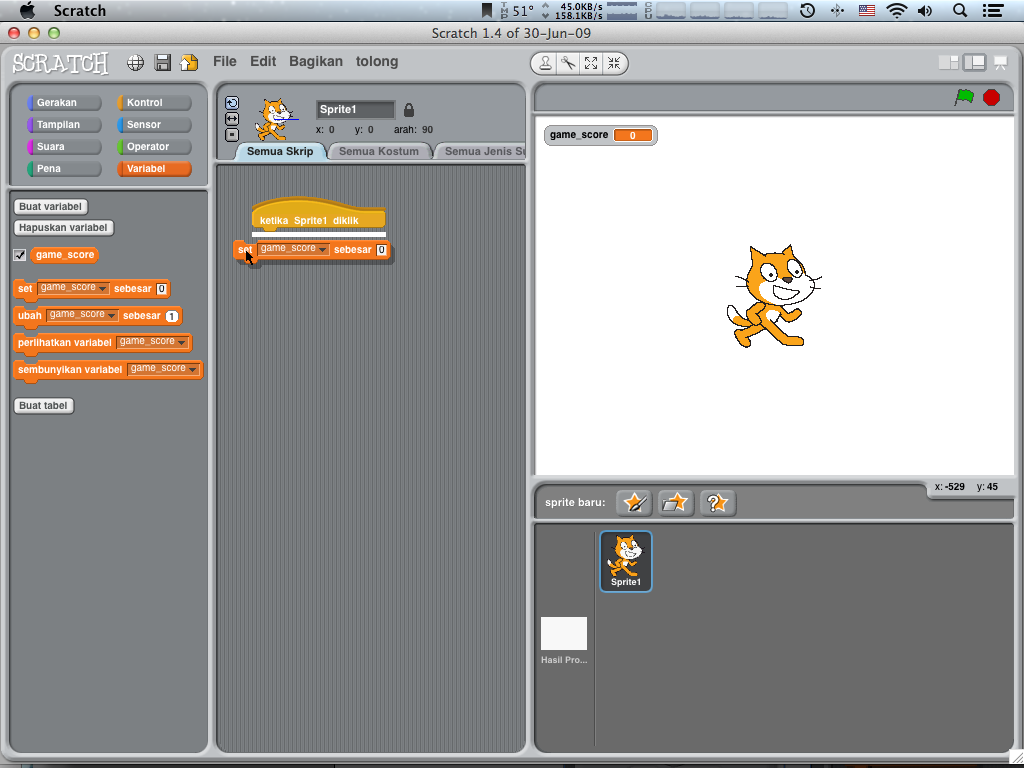 Scratch
TMP 51° 45.0KB/s 158.1KB/s CPU
Scratch 1.4 of 30-Jun-09
SCRATCH File Edit Bagikan tolong
Gerakan Kontrol
Tampilan Sensor
Suara Operator
Pena Variabel
Buat variabel
Hapuskan variabel
game_score
set game_score sebesar 0
ubah game_score sebesar 1
perlihatkan variabel game_score
sembunyikan variabel game_score
Buat tabel
Sprite1
x: 0 y: 0 arah: 90
Semua Skrip Semua Kostum Semua Jenis Su
ketika Sprite1 diklik
set game_score sebesar 0
game_score 0
x: -529 y: 45
sprite baru:
Sprite1
Hasil Pro...